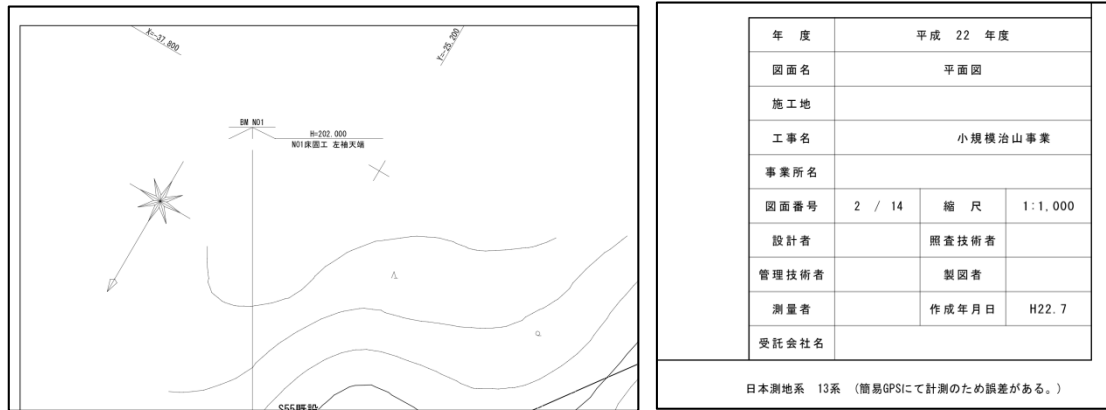 X=-37,800
Y=-25,200
BM NO1
H=202.000
NO1床固工 左袖天端
S55既設
年 度 平成 22 年度
図面名 平面図
施工地
工事名 小規模治山事業
事業所名
図面番号 2 / 14 縮 尺 1:1,000
設計者 照査技術者
管理技術者 製図者
測量者 作成年月日 H22.7
受託会社名
日本測地系 13系 (簡易GPSにて計測のため誤差がある。)